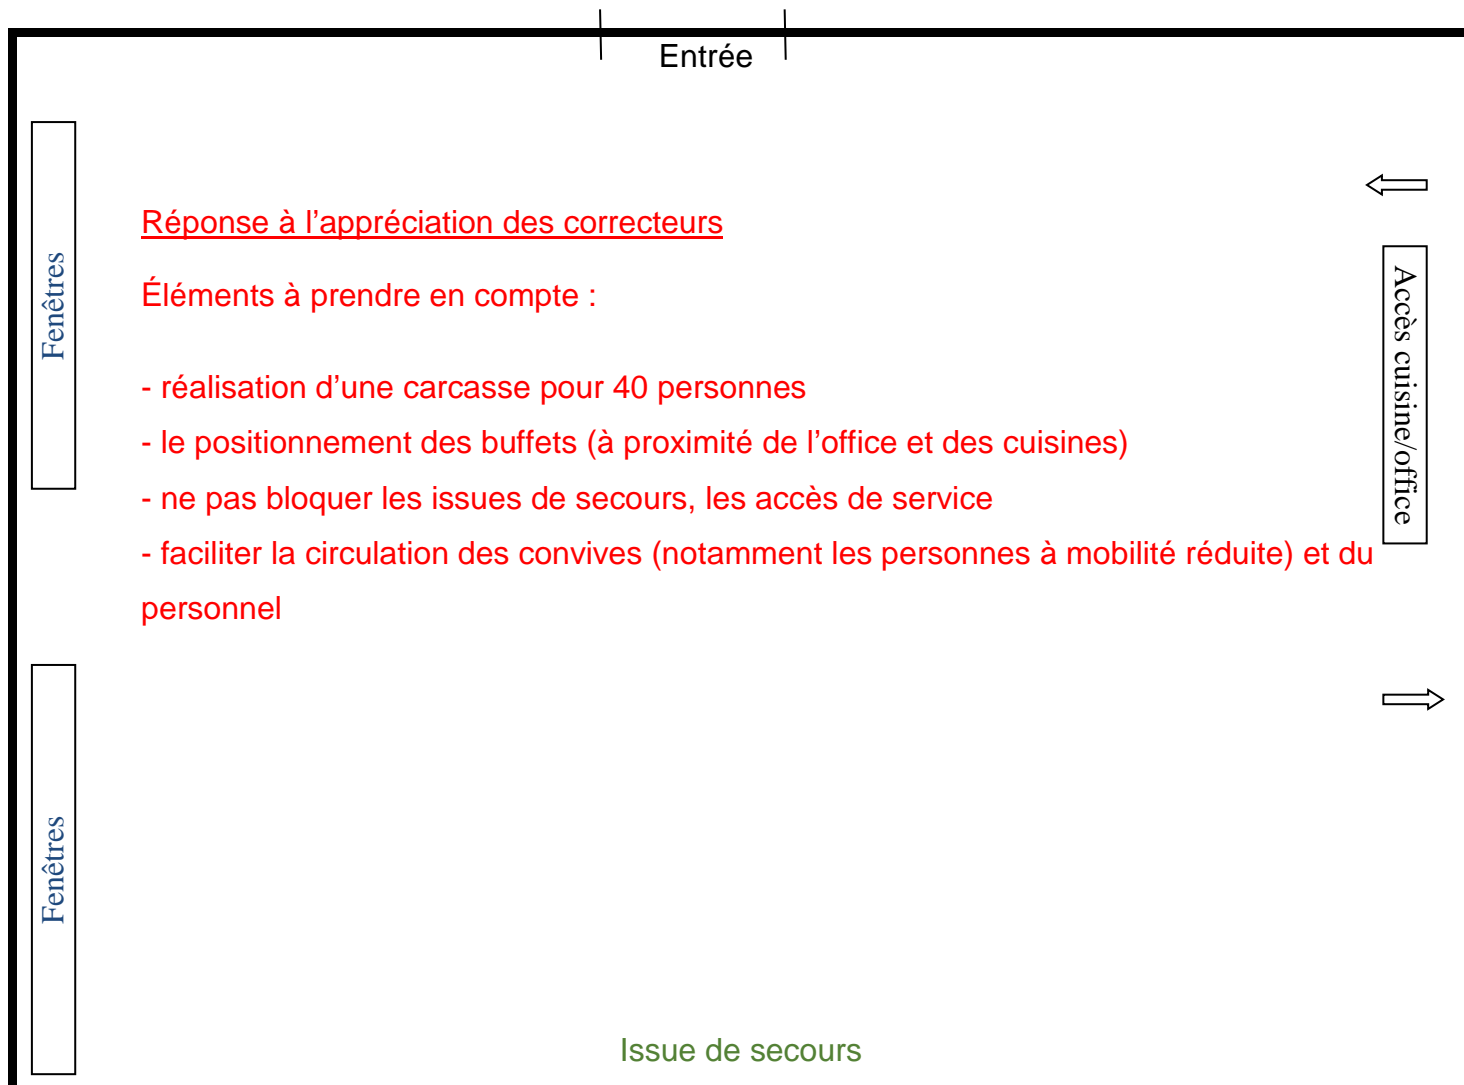 Entrée
Fenêtres
Réponse à l’appréciation des correcteurs
Éléments à prendre en compte :
- réalisation d’une carcasse pour 40 personnes
- le positionnement des buffets (à proximité de l’office et des cuisines)
- ne pas bloquer les issues de secours, les accès de service
- faciliter la circulation des convives (notamment les personnes à mobilité réduite) et du
personnel
Accès cuisine/office
Fenêtres
Issue de secours